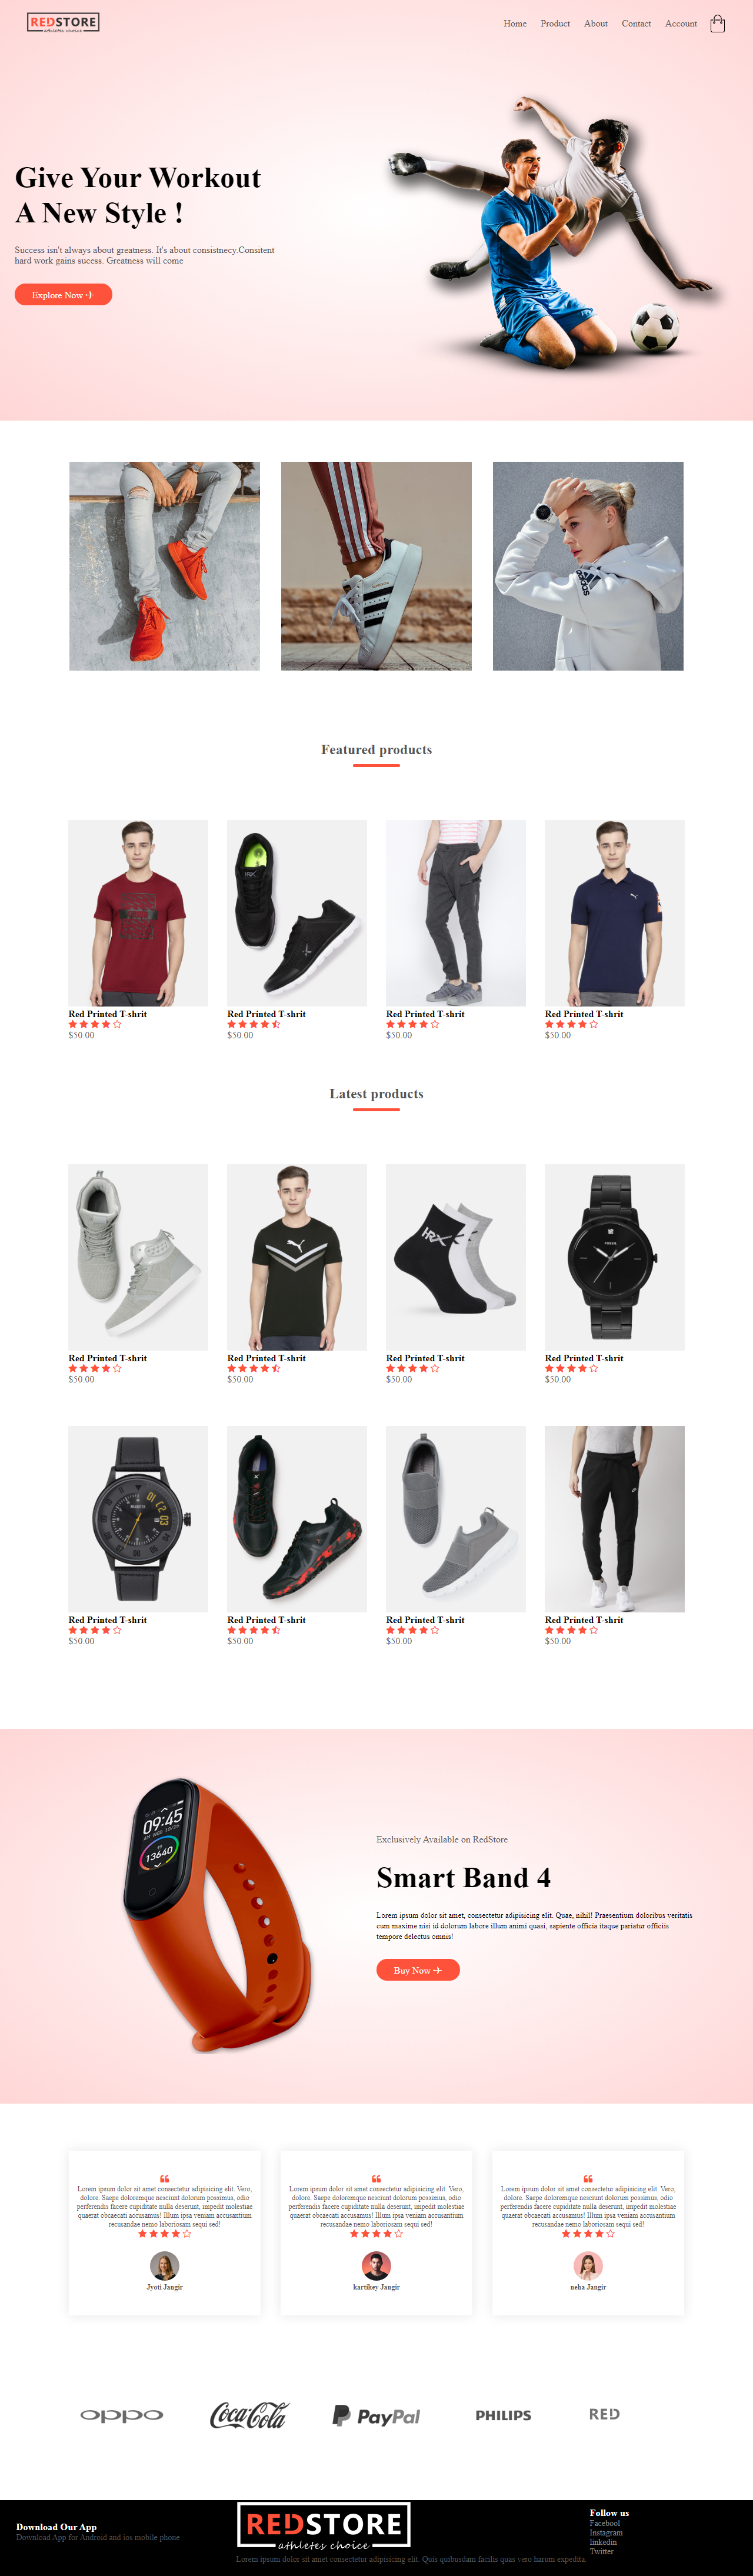 REDSTORE
athletes choice
Home Product About Contact Account
Give Your Workout
A New Style !
Success isn't always about greatness. It's about consistnecy.Consitent
hard work gains sucess. Greatness will come
Explore Now
adidas
Featured products
Red Printed T-shrit
$50.00
Red Printed T-shrit
$50.00
Red Printed T-shrit
$50.00
Red Printed T-shrit
$50.00
Latest products
HRX
FOSSIL
Red Printed T-shrit
$50.00
Red Printed T-shrit
$50.00
Red Printed T-shrit
$50.00
Red Printed T-shrit
$50.00
Red Printed T-shrit
$50.00
Red Printed T-shrit
$50.00
Red Printed T-shrit
$50.00
Red Printed T-shrit
$50.00
09:45
13640
Exclusively Available on RedStore
Smart Band 4
Lorem ipsum dolor sit amet, consectetur adipisicing elit. Quae, nihil! Praesentium doloribus veritatis
cum maxime nisi id dolorum labore illum animi quasi, sapiente officia itaque pariatur officiis
tempore delectus omnis!
Buy Now
Lorem ipsum dolor sit amet consectetur adipisicing elit. Vero,
dolore. Saepe doloremque nesciunt dolorum possimus, odio
perferendis facere cupiditate nulla deserunt, impedit molestiae
quaerat obcaecati accusamus! Illum ipsa veniam accusantium
recusandae nemo laboriosam sequi sed!
Jyoti Jangir
Lorem ipsum dolor sit amet consectetur adipisicing elit. Vero,
dolore. Saepe doloremque nesciunt dolorum possimus, odio
perferendis facere cupiditate nulla deserunt, impedit molestiae
quaerat obcaecati accusamus! Illum ipsa veniam accusantium
recusandae nemo laboriosam sequi sed!
kartikey Jangir
Lorem ipsum dolor sit amet consectetur adipisicing elit. Vero,
dolore. Saepe doloremque nesciunt dolorum possimus, odio
perferendis facere cupiditate nulla deserunt, impedit molestiae
quaerat obcaecati accusamus! Illum ipsa veniam accusantium
recusandae nemo laboriosam sequi sed!
neha Jangir
oppo Coca-Cola PayPal PHILIPS RED
Download Our App
Download App for Android and ios mobile phone
REDSTORE
athletes choice
Lorem ipsum dolor sit amet consectetur adipisicing elit. Quis quibusdam facilis quas vero harum expedita.
Follow us
Facebool
Instagram
linkedin
Twitter